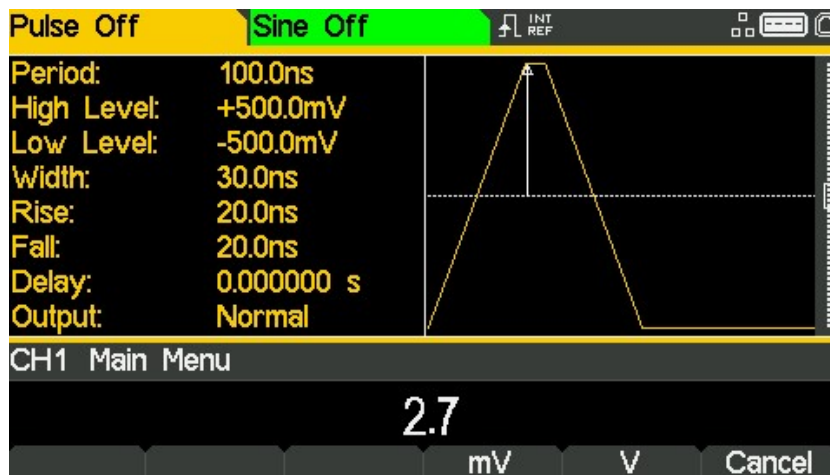 Pulse Off Sine Off INT REF
Period: 100.0ns
High Level: +500.0mV
Low Level: -500.0mV
Width: 30.0ns
Rise: 20.0ns
Fall: 20.0ns
Delay: 0.000000 s
Output: Normal
CH1 Main Menu
2.7
mV V Cancel